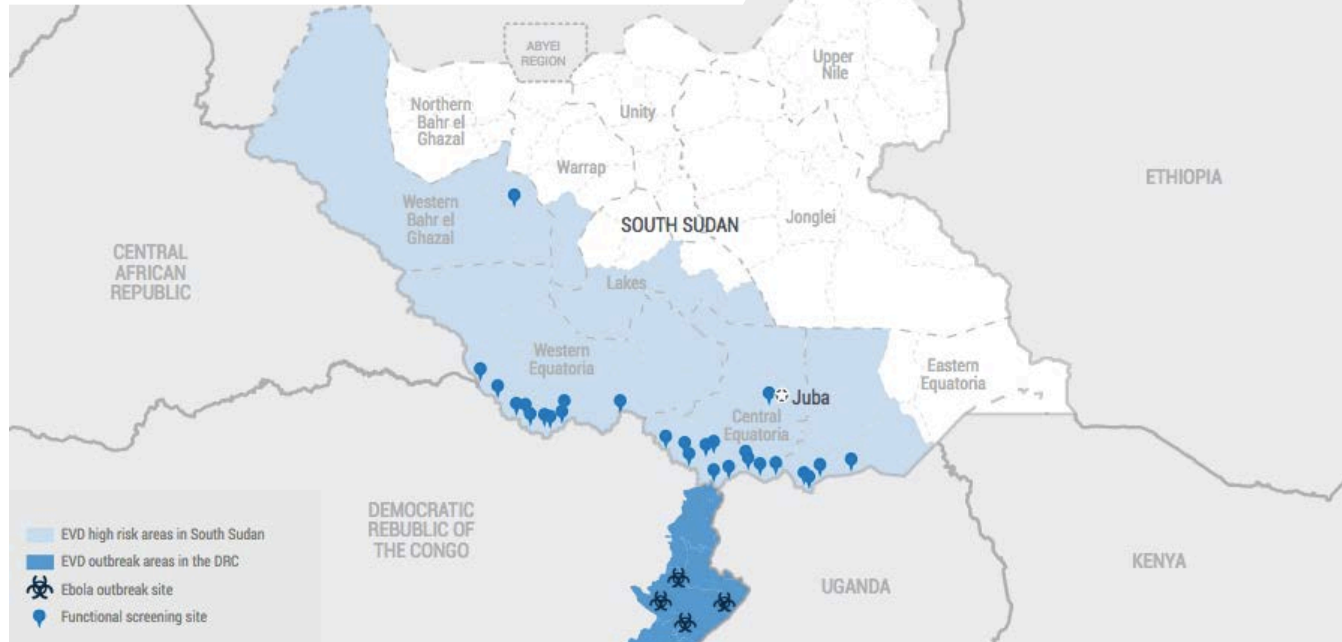 ABYEI
REGION
Upper
Nile
Northern
Bahr el
Ghazal
Unity
Warrap
ETHIOPIA
Western
Bahr el
Ghazal
SOUTH SUDAN
Jonglei
CENTRAL
AFRICAN
REPUBLIC
Lakes
Western
Equatoria
Eastern
Equatoria
Juba
Central
Equatoria
DEMOCRATIC
REBUBLIC OF
THE CONGO
UGANDA
KENYA
EVD high risk areas in South Sudan
EVD outbreak areas in the DRC
Ebola outbreak site
Functional screening site